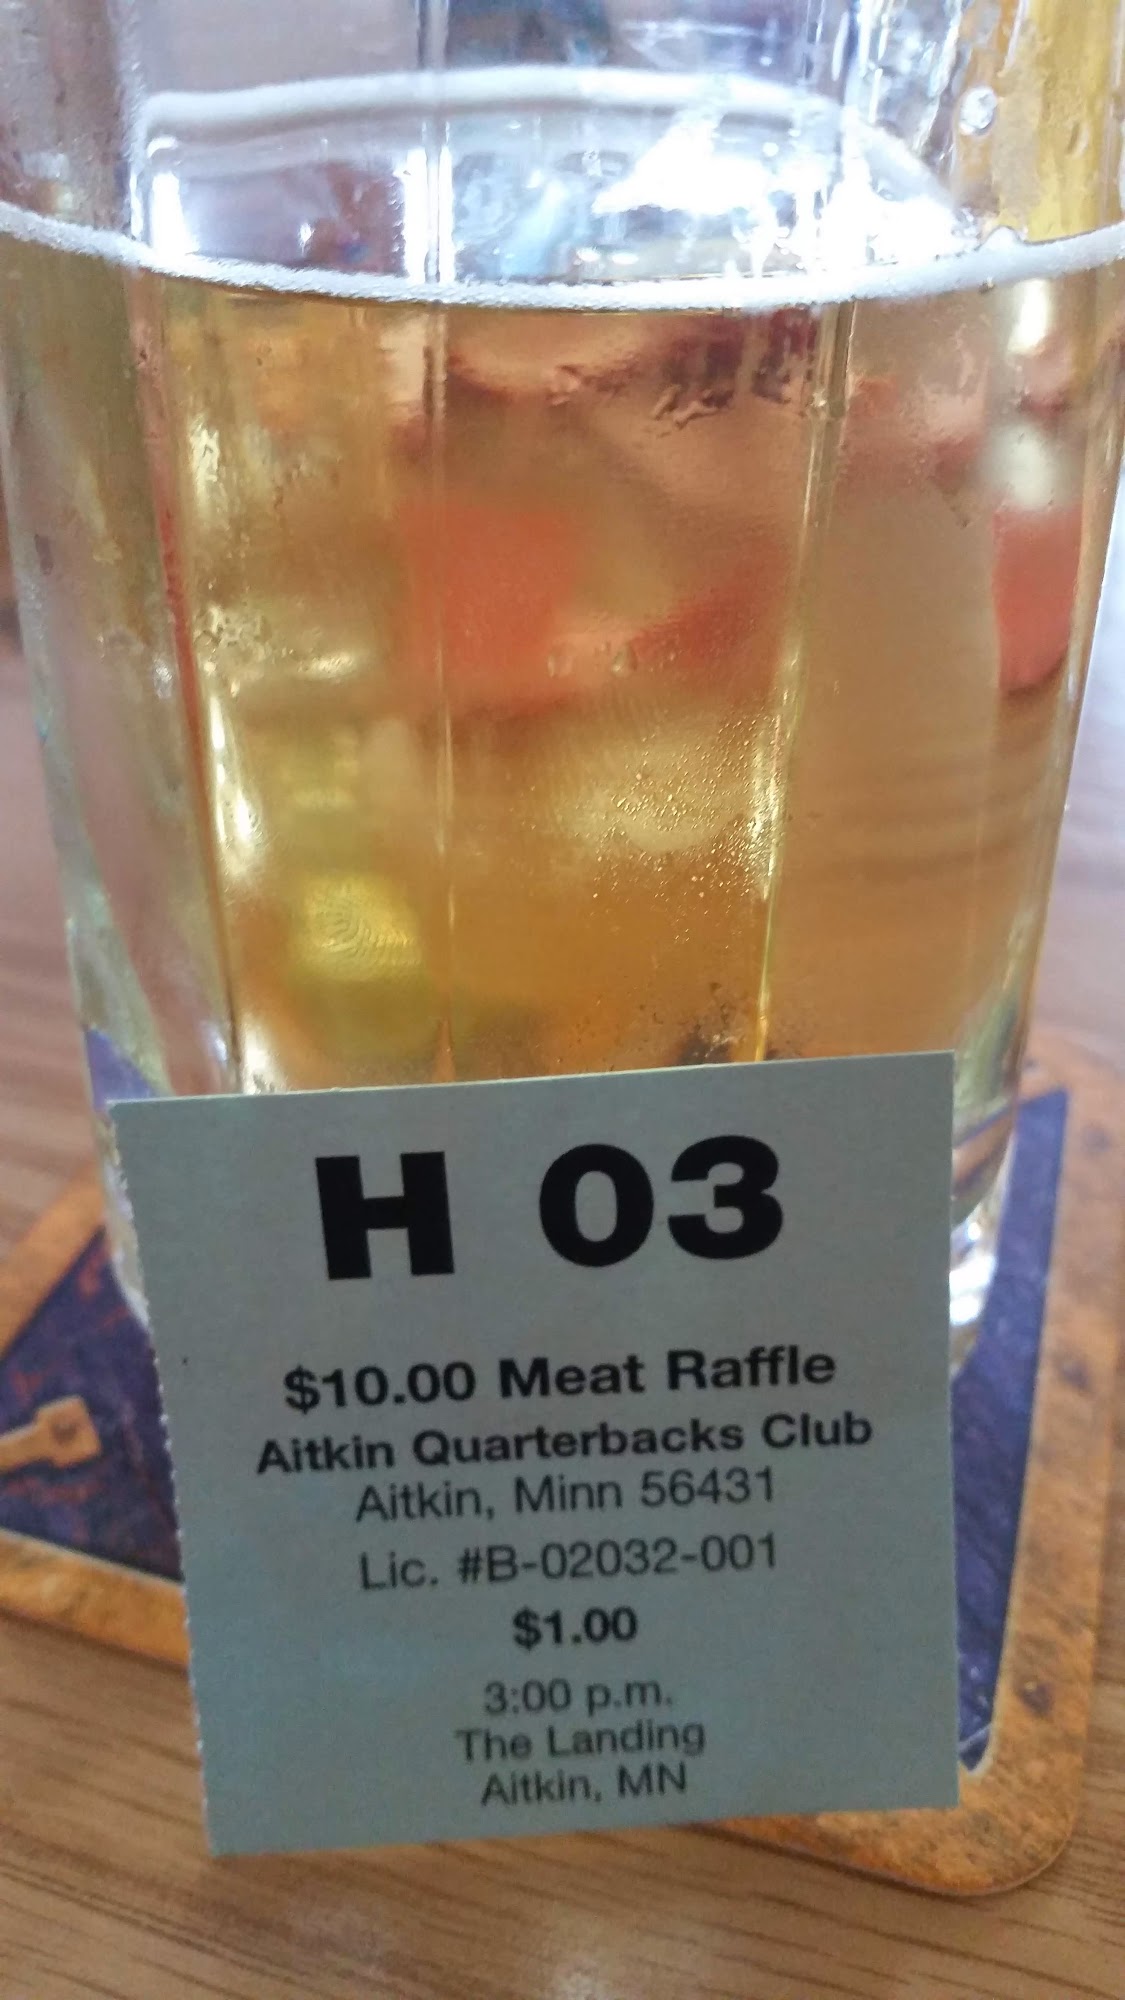 H 03
$10.00 Meat Raffle
Aitkin Quarterbacks Club
Aitkin, Minn 56431
Lic. #B-02032-001
$1.00
3:00 p.m.
The Landing
Aitkin, MN